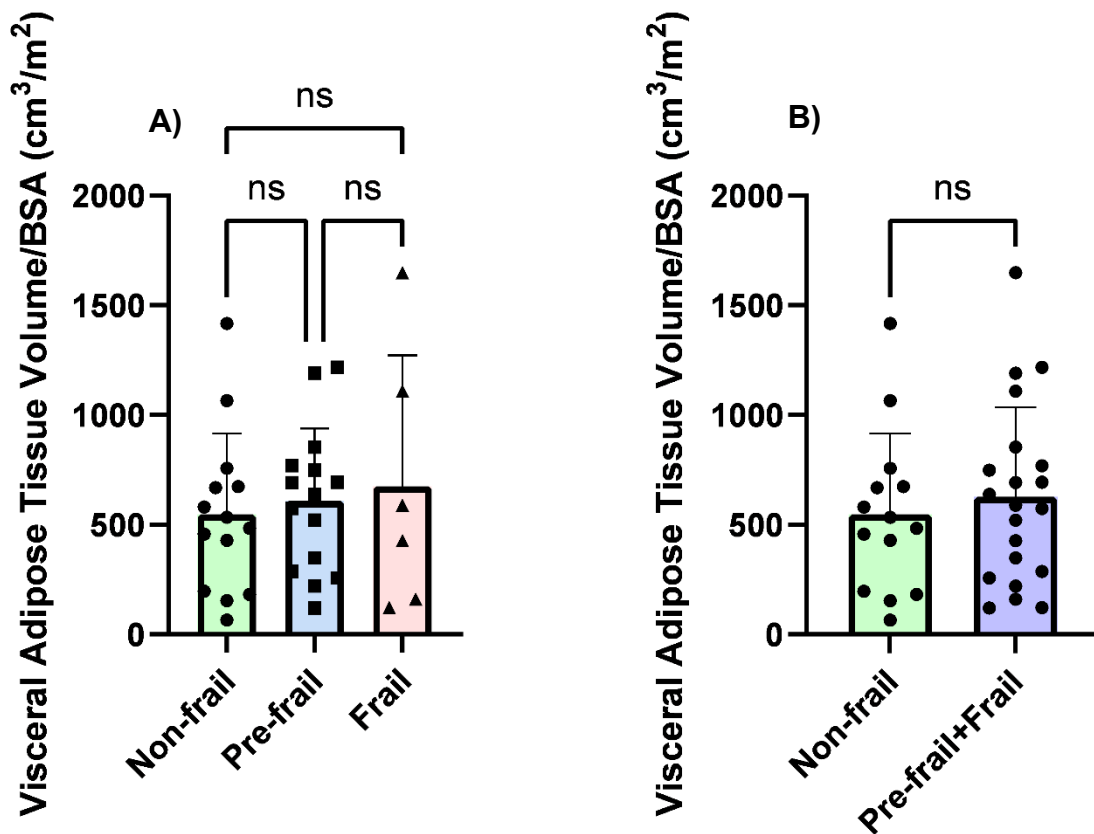 A)
Visceral Adipose Tissue Volume/BSA (cm³/m²)
ns
ns
ns
2000
1500
1000
500
0
Non-frail
Pre-frail
Frail
B)
Visceral Adipose Tissue Volume/BSA (cm³/m²)
ns
2000
1500
1000
500
0
Non-frail
Pre-frail+Frail